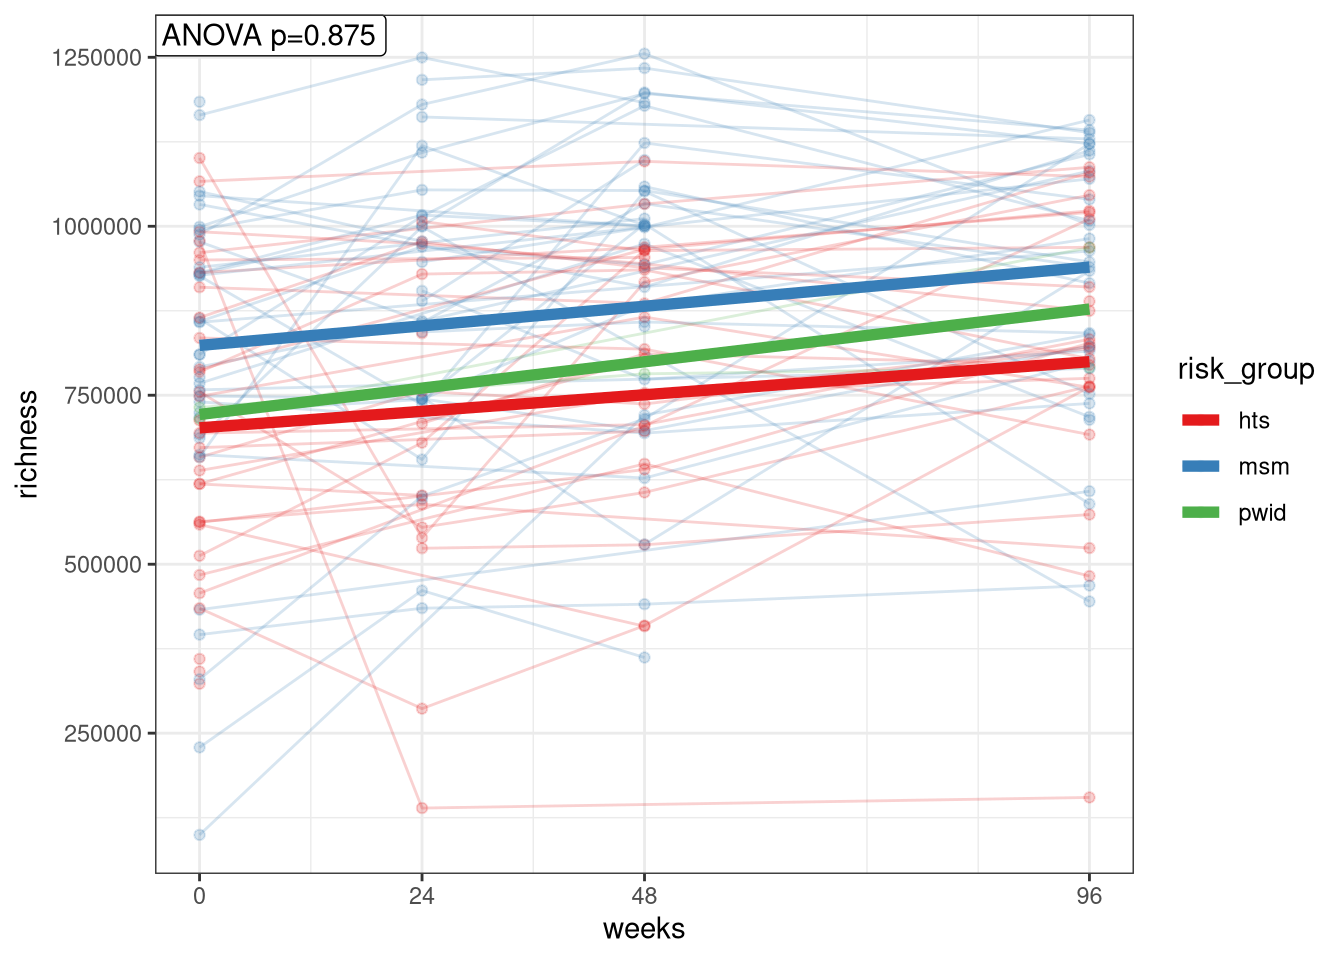 ANOVA p=0.875
1250000
1000000
750000
500000
250000
richness
0 24 48 96
weeks
risk_group
hts
msm
pwid